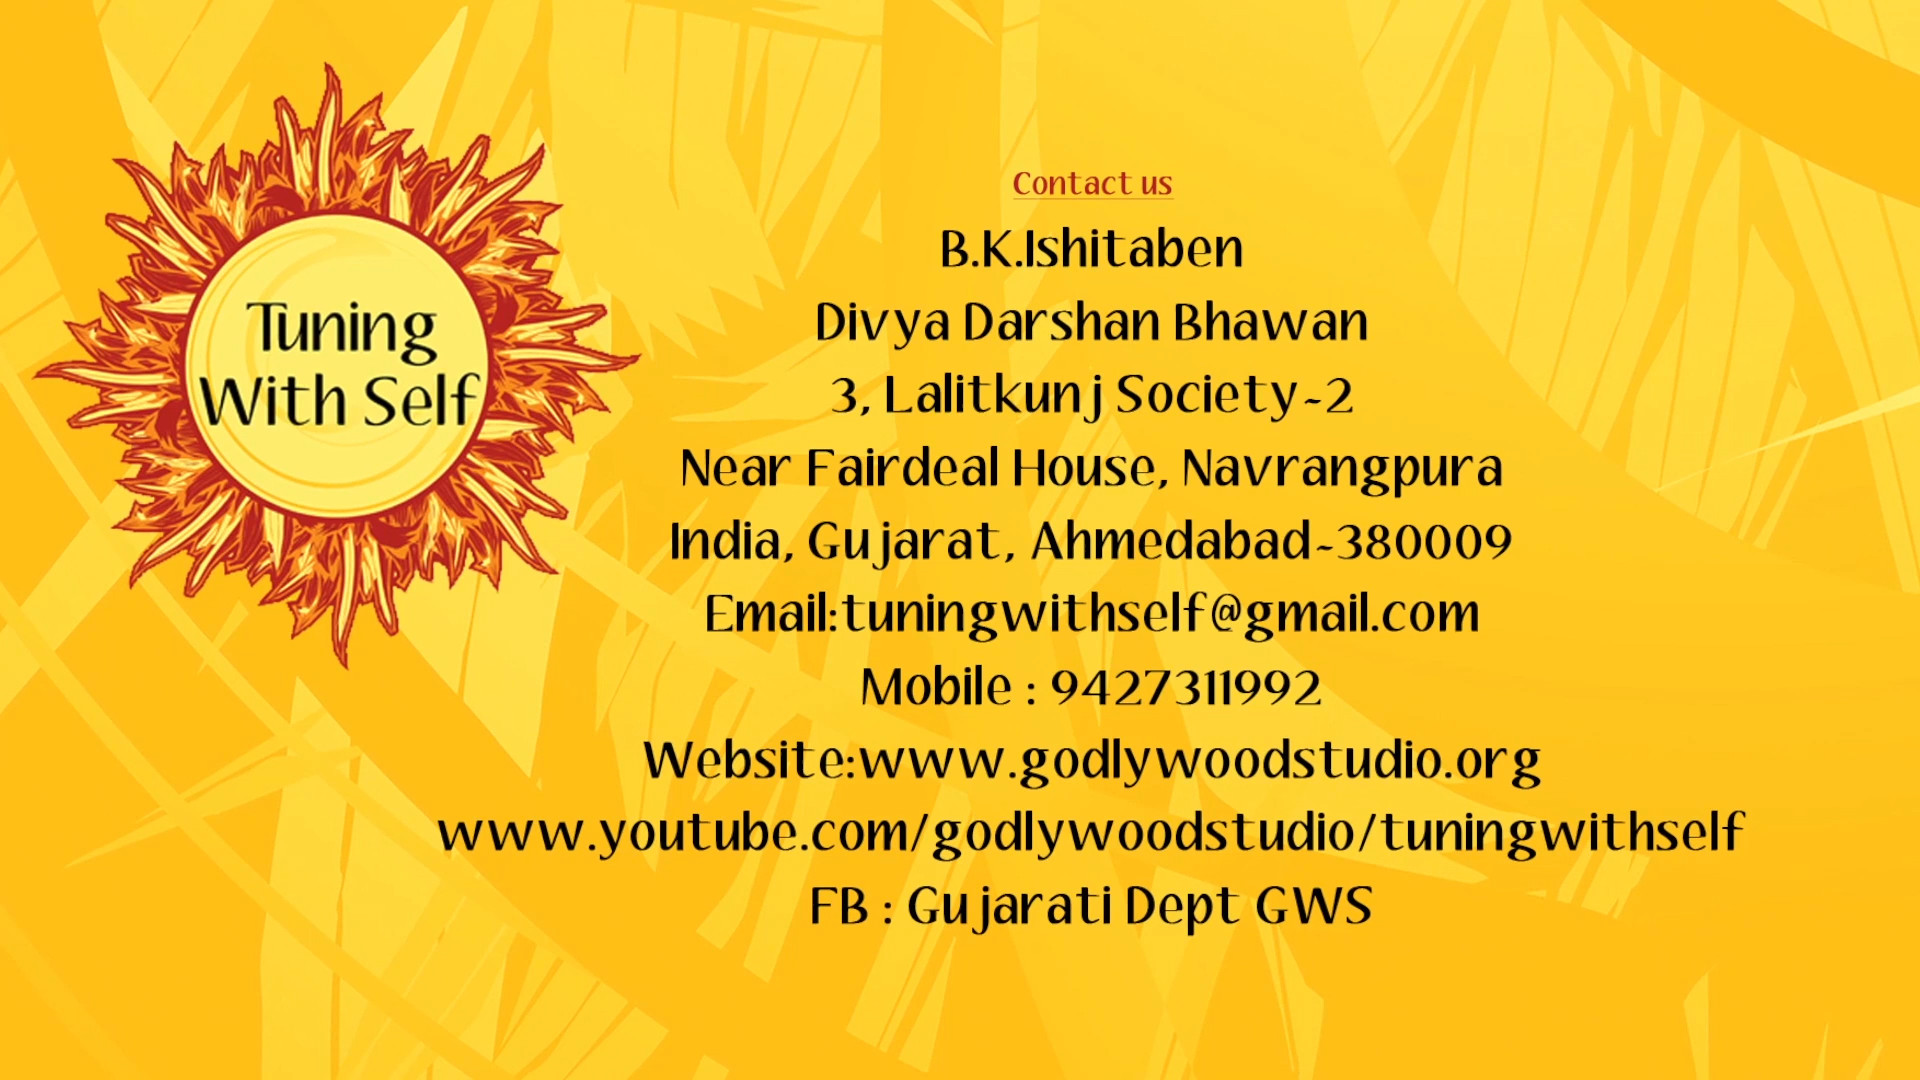 Tuning
With Self
Contact us
B.K.Ishitaben
Divya Darshan Bhawan
3, Lalitkunj Society-2
Near Fairdeal House, Navrangpura
India, Gujarat, Ahmedabad-380009
Email:tuningwithself@gmail.com
Mobile : 9427311992
Website:www.godlywoodstudio.org
www.youtube.com/godlywoodstudio/tuningwithself
FB : Gujarati Dept GWS